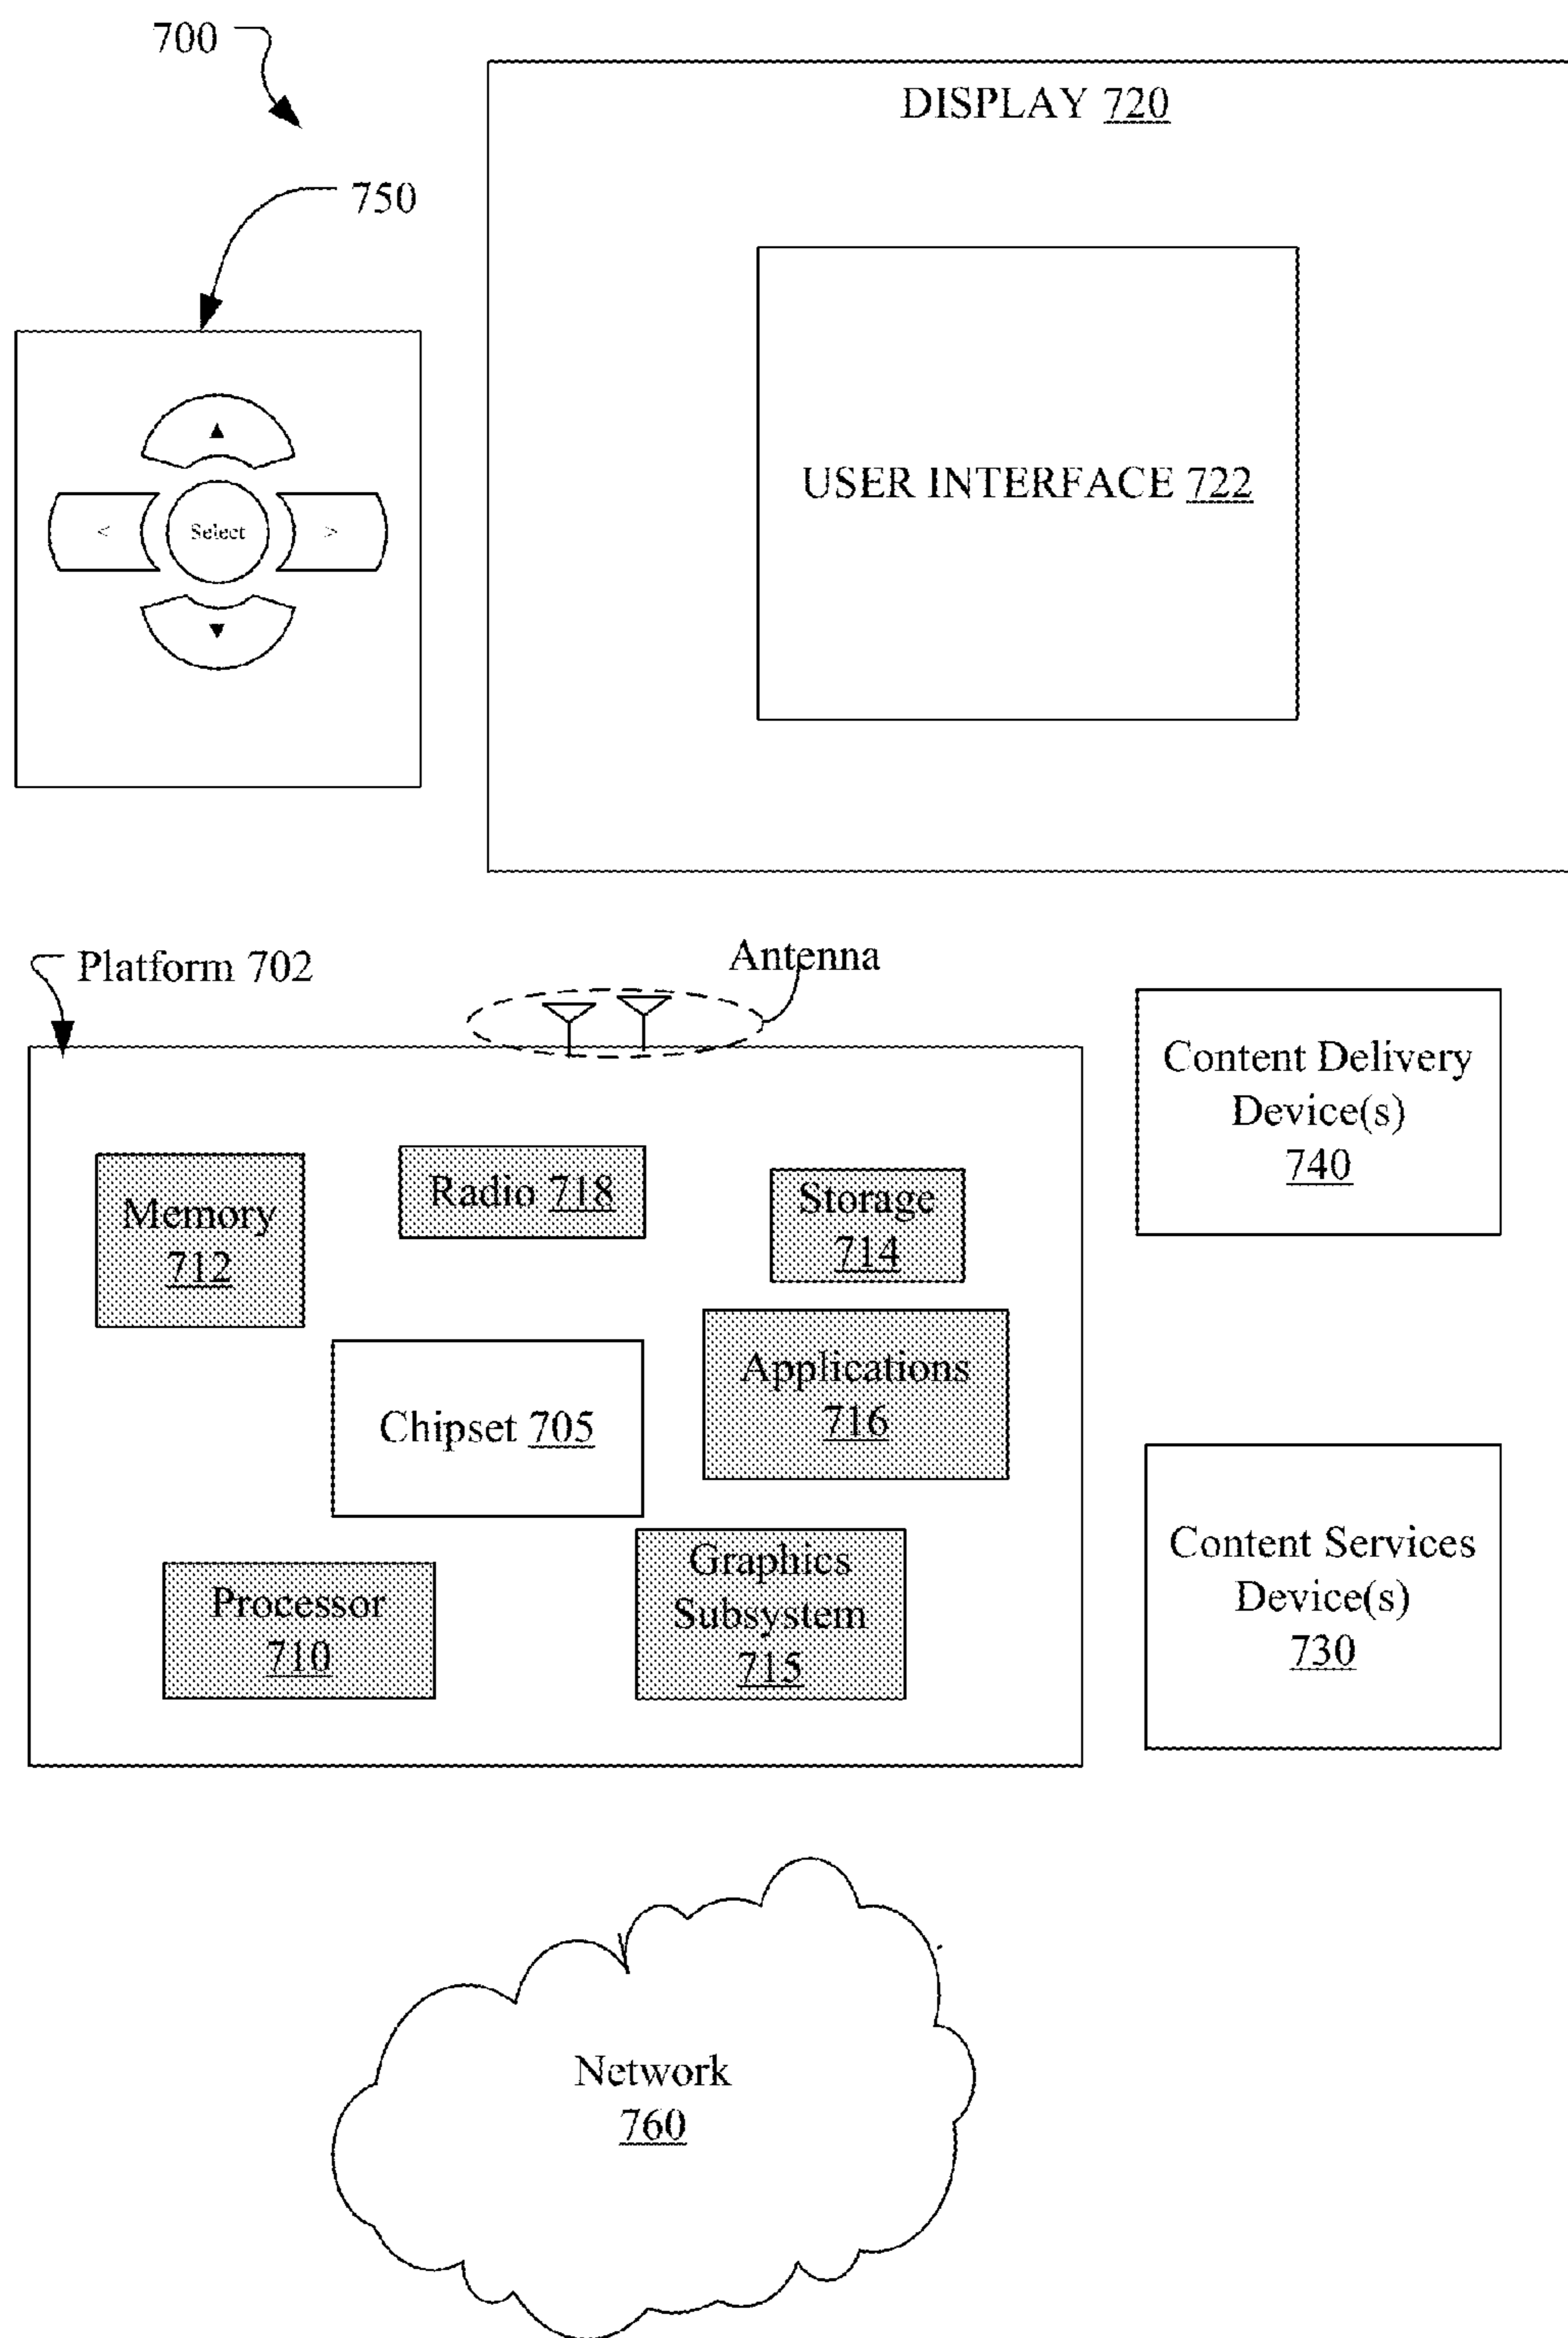 700
DISPLAY 720
750
USER INTERFACE 722
▲
< Select >
▼
Platform 702
Antenna
Content Delivery
Device(s)
740
Memory
712
Radio 718
Storage
714
Chipset 705
Applications
716
Processor
710
Graphics
Subsystem
715
Content Services
Device(s)
730
Network
760